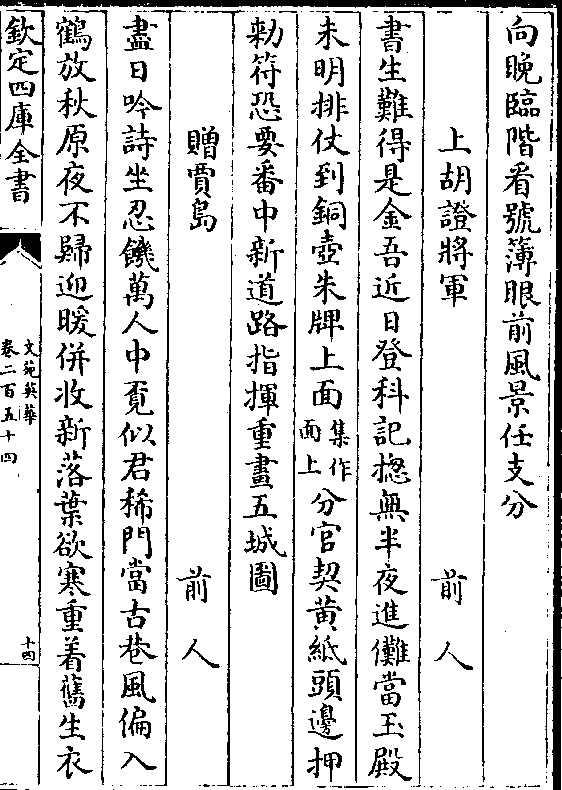 向晚臨階看號簿眼前風景任支分
上胡證將軍 前人
書生難得是金吾近日登科記揔無半夜進儺當玉殿
未明排仗到銅壺朱牌上面集作面上分官契黄紙頭邊押
勅符恐要番中新道路指揮重畫五城圖
贈賈島 前人
盡日吟詩坐忍饑萬人中覔似君稀門當古巷風偏入
鶴放秋原夜不歸迎暖併收新落葉欲寒重着舊生衣
欽定四庫全書
文苑英華
卷二百五十四
十四